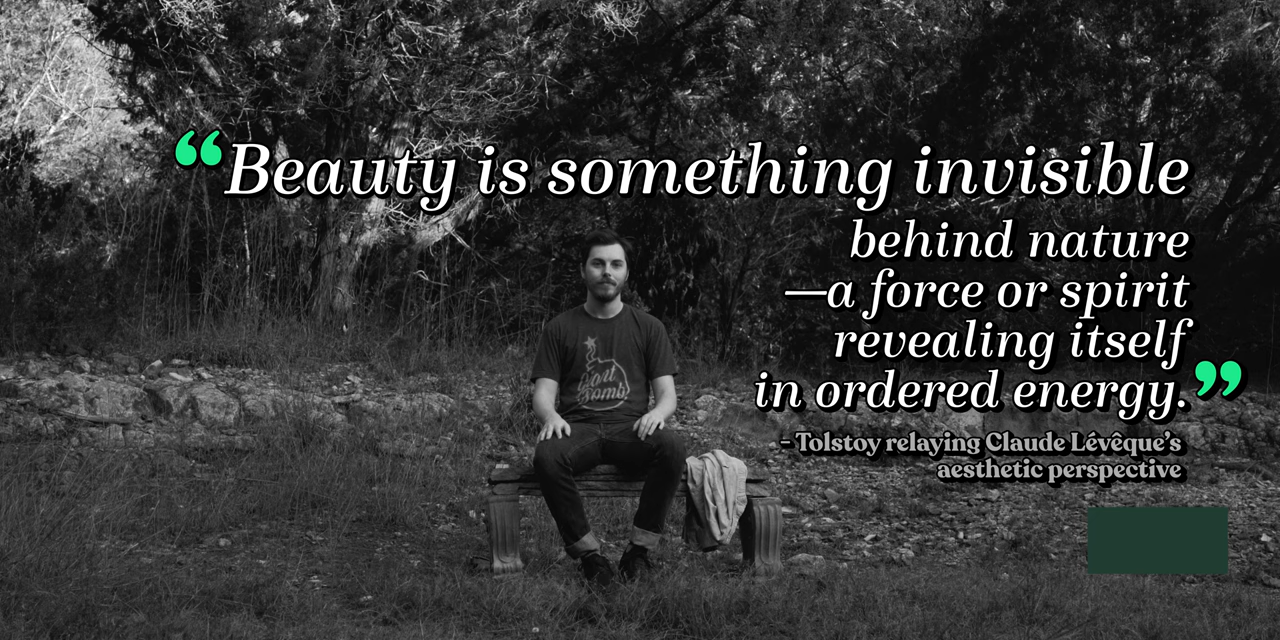 “Beauty is something invisible
behind nature
—a force or spirit
revealing itself
in ordered energy.”
- Tolstoy relaying Claude Lévêque’s
aesthetic perspective
Bomb